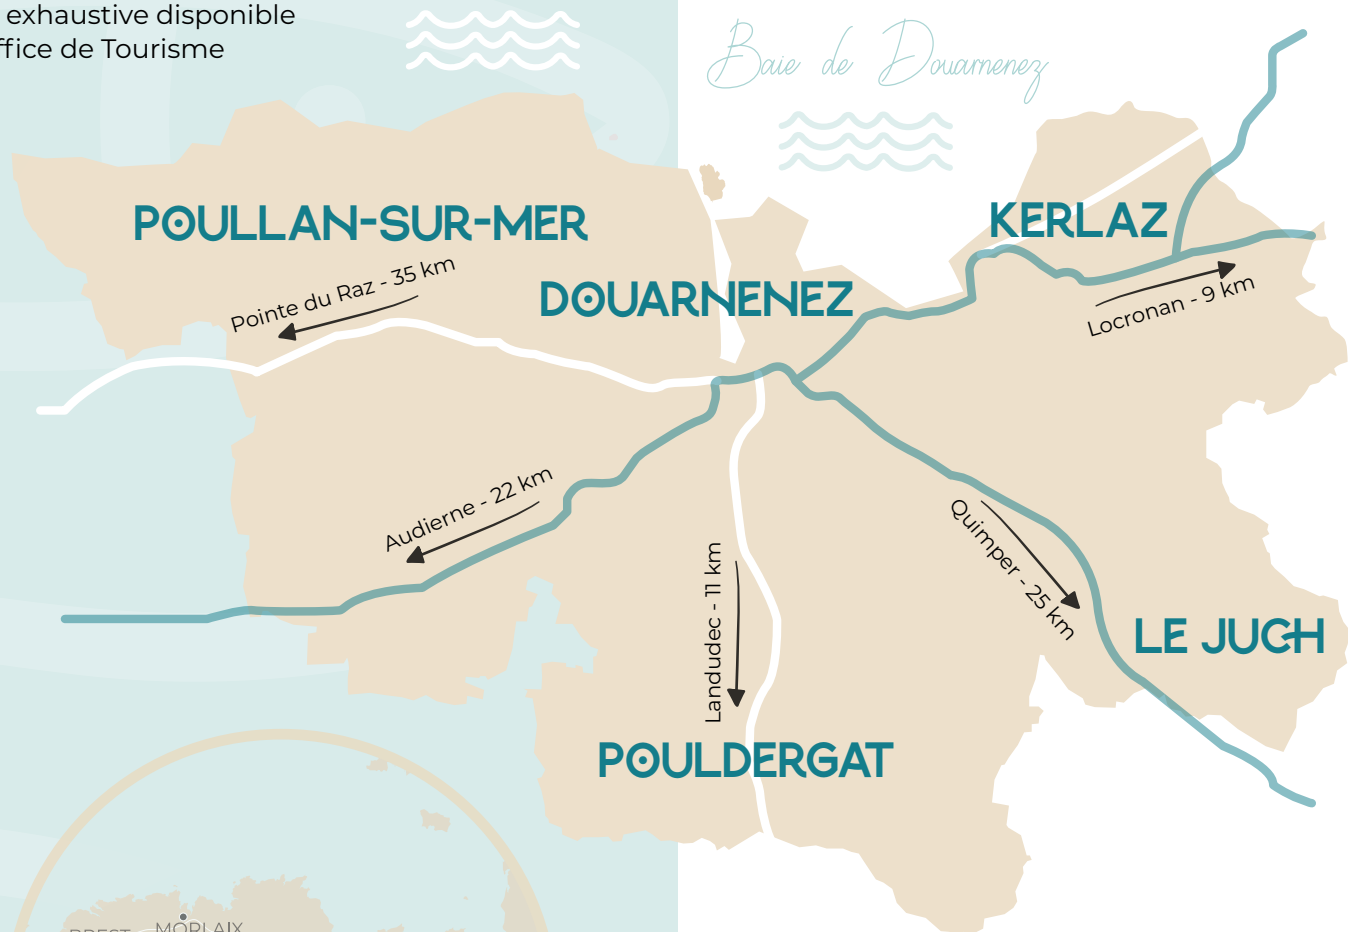 exhaustive disponible
ffice de Tourisme
Baie de Douarnenez
POULLAN-SUR-MER
KERLAZ
Pointe du Raz - 35 km
DOUARNENEZ
Locronan - 9 km
Audierne - 22 km
Quimper - 25 km
Landudec - 11 km
LE JUCH
POULDERGAT
BREST
MORLAIX